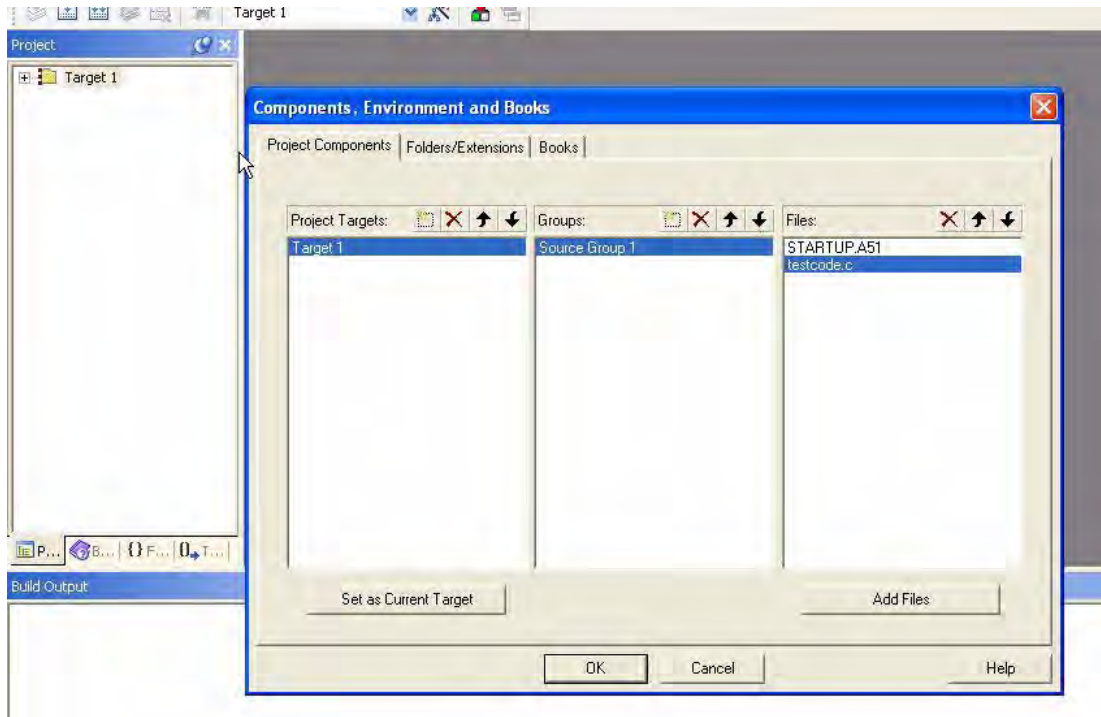 Target 1
Project
Target 1
Components, Environment and Books
Project Components Folders/Extensions Books
Project Targets: Groups: Files:
Target 1 Source Group 1 STARTUP.A51
testcode.c
P... B... {} F... 0 T...
Build Output
Set as Current Target Add Files
OK Cancel Help